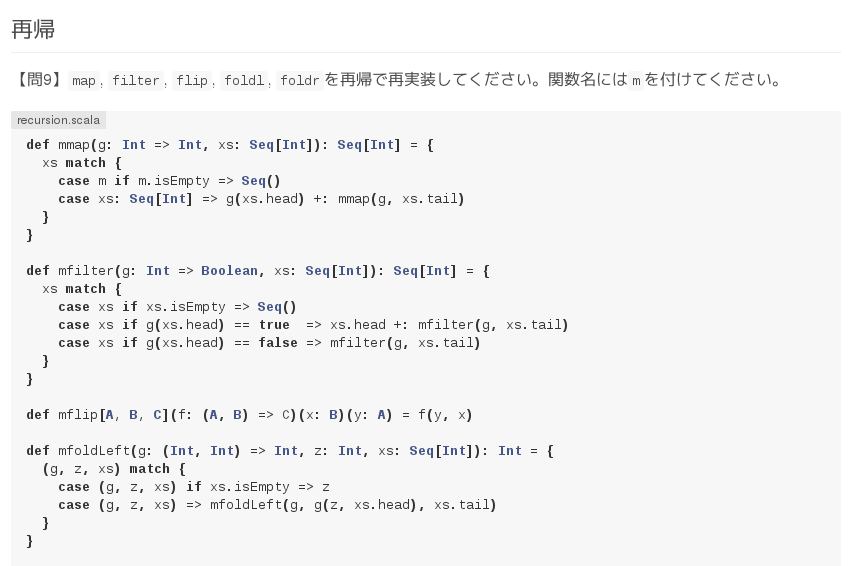 再帰
【問9】 map, filter, flip, foldl, foldr を再帰で再実装してください。関数名には m を付けてください。
recursion.scala
def mmap(g: Int => Int, xs: Seq[Int]): Seq[Int] = {
  xs match {
    case m if m.isEmpty => Seq()
    case xs: Seq[Int] => g(xs.head) +: mmap(g, xs.tail)
  }
}
def mfilter(g: Int => Boolean, xs: Seq[Int]): Seq[Int] = {
  xs match {
    case xs if xs.isEmpty => Seq()
    case xs if g(xs.head) == true  => xs.head +: mfilter(g, xs.tail)
    case xs if g(xs.head) == false => mfilter(g, xs.tail)
  }
}
def mflip[A, B, C](f: (A, B) => C)(x: B)(y: A) = f(y, x)
def mfoldLeft(g: (Int, Int) => Int, z: Int, xs: Seq[Int]): Int = {
  (g, z, xs) match {
    case (g, z, xs) if xs.isEmpty => z
    case (g, z, xs) => mfoldLeft(g, g(z, xs.head), xs.tail)
  }
}